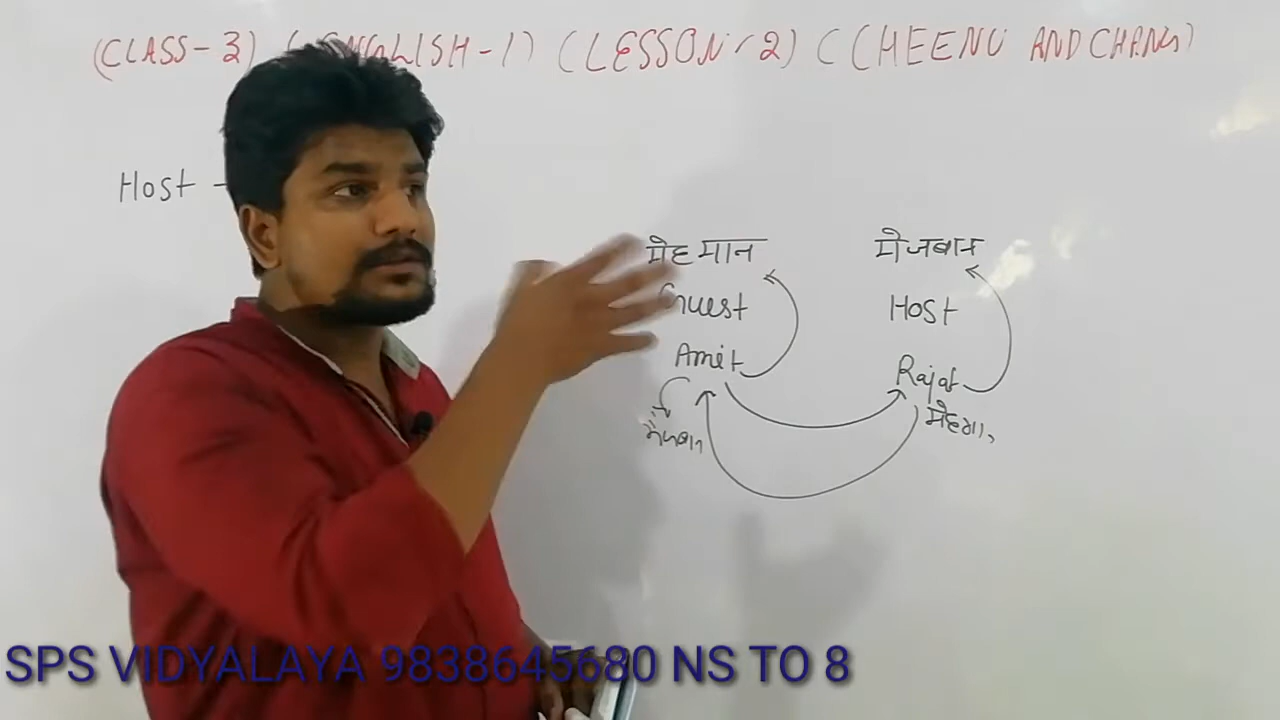 (CLASS-3) (ENGLISH-1) (LESSON-2) (CHEENU AND CHANG)
Host -
मेहमान मेजबान
Guest Host
Amit Rajat
मेजबान मेहमान
SPS VIDYALAYA 9838645680 NS TO 8